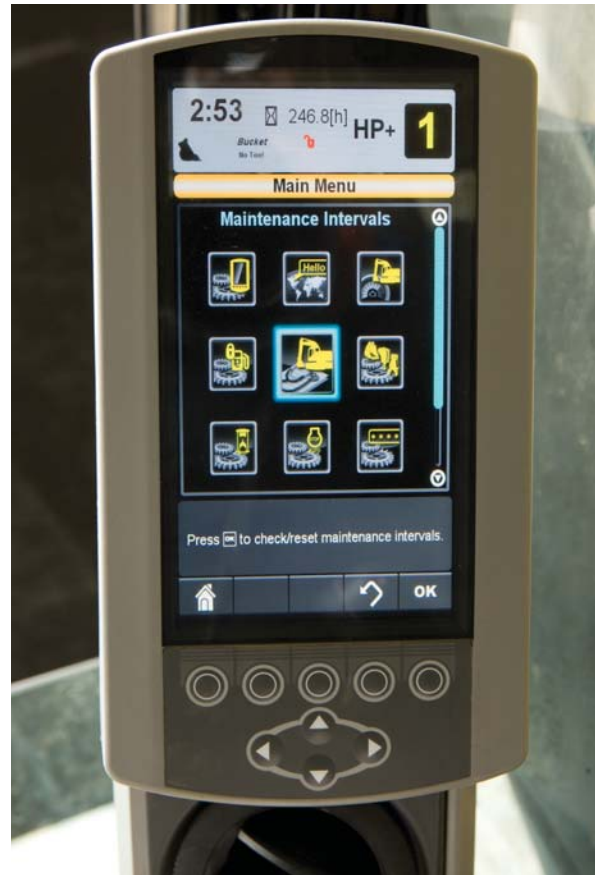 2:53 246.8[h] HP+ 1
Bucket
No Tool
Main Menu
Maintenance Intervals
Hello
Press OK to check/reset maintenance intervals.
OK